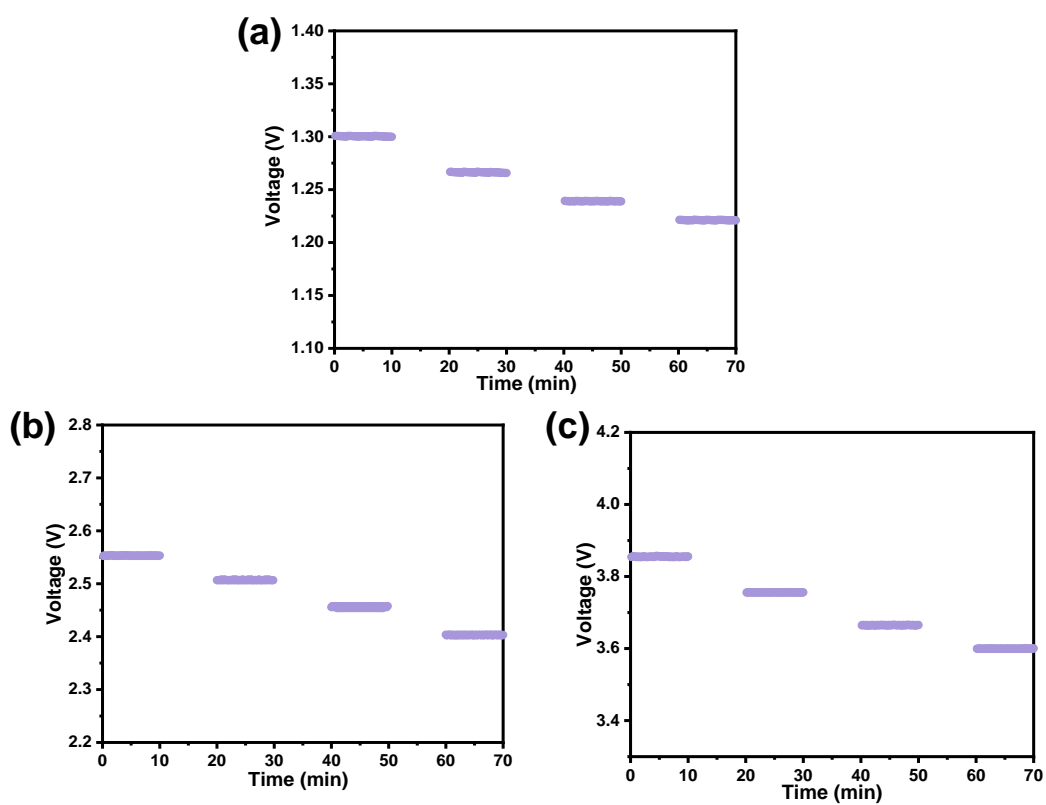 (a)
1.40
1.35
1.30
1.25
1.20
1.15
1.10
Voltage (V)
0 10 20 30 40 50 60 70
Time (min)
(b)
2.8
2.7
2.6
2.5
2.4
2.3
2.2
Voltage (V)
0 10 20 30 40 50 60 70
Time (min)
(c)
4.2
4.0
3.8
3.6
3.4
Voltage (V)
0 10 20 30 40 50 60 70
Time (min)